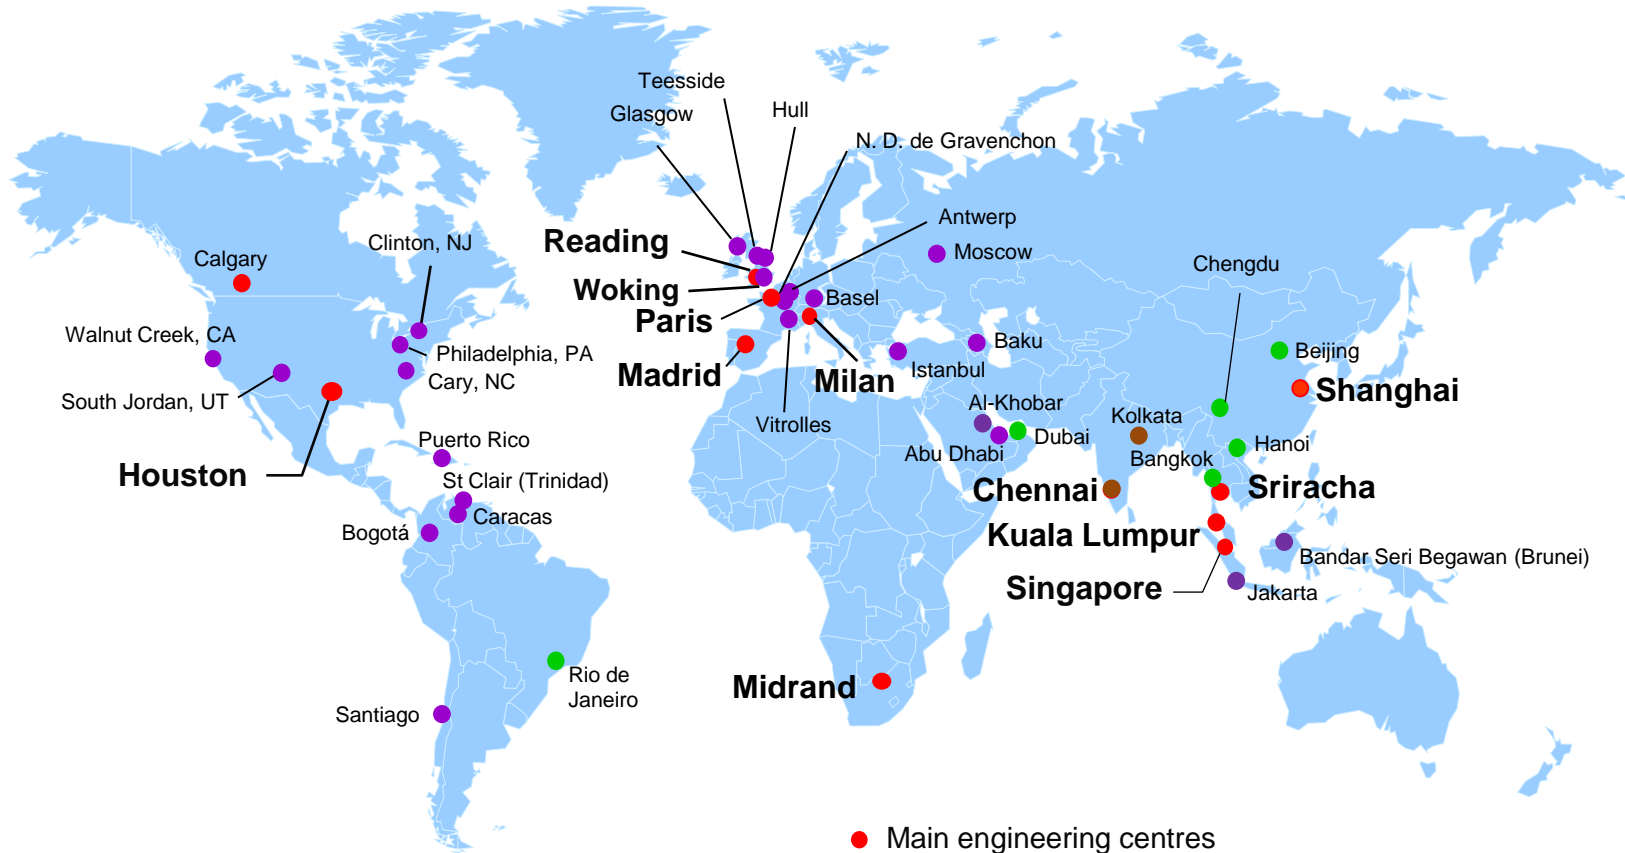 Teesside
Glasgow
Hull
N. D. de Gravenchon
Antwerp
Reading
Clinton, NJ
Moscow
Calgary
Chengdu
Woking
Basel
Paris
Walnut Creek, CA
Philadelphia, PA
Baku
Beijing
Madrid
Milan
Istanbul
Cary, NC
Shanghai
South Jordan, UT
Al-Khobar
Kolkata
Vitrolles
Dubai
Puerto Rico
Abu Dhabi
Hanoi
Bangkok
Houston
St Clair (Trinidad)
Chennai
Sriracha
Caracas
Bogotá
Kuala Lumpur
Bandar Seri Begawan (Brunei)
Singapore
Jakarta
Rio de
Janeiro
Midrand
Santiago
Main engineering centres